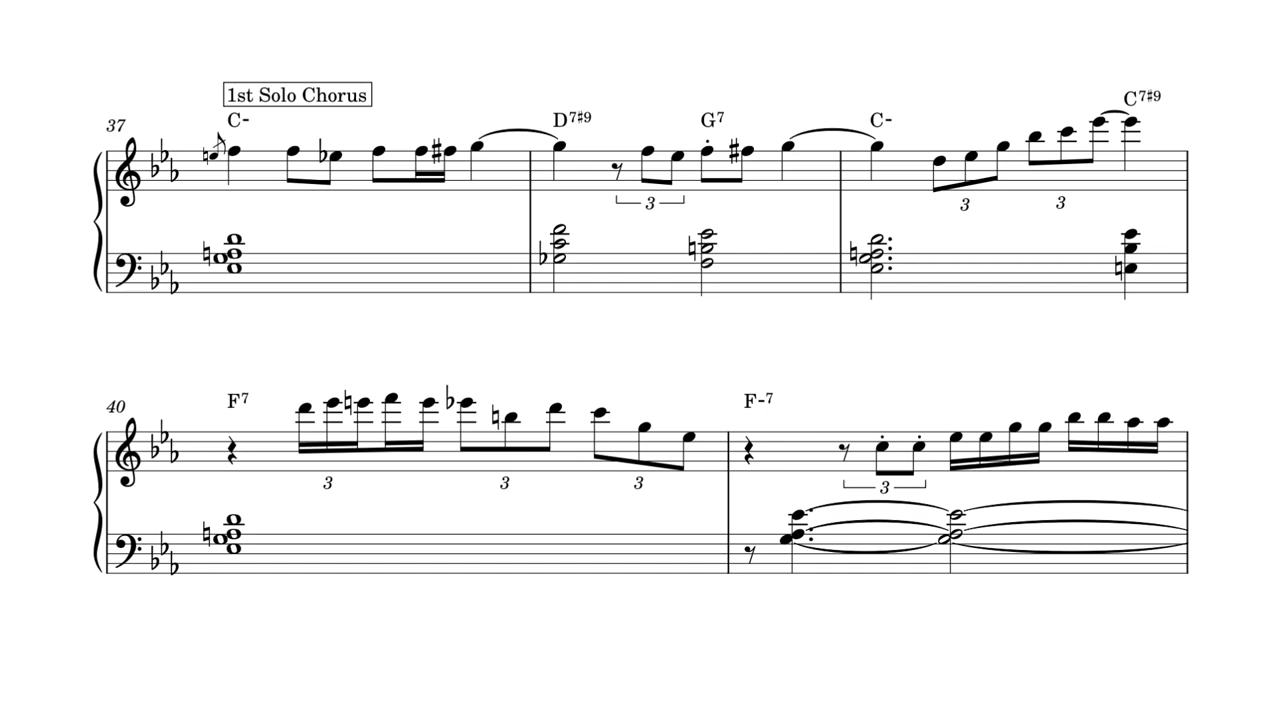 1st Solo Chorus
37 C- D7♯9 G7 C- C7♯9
3 3 3
40 F7 F-7
3 3 3 3